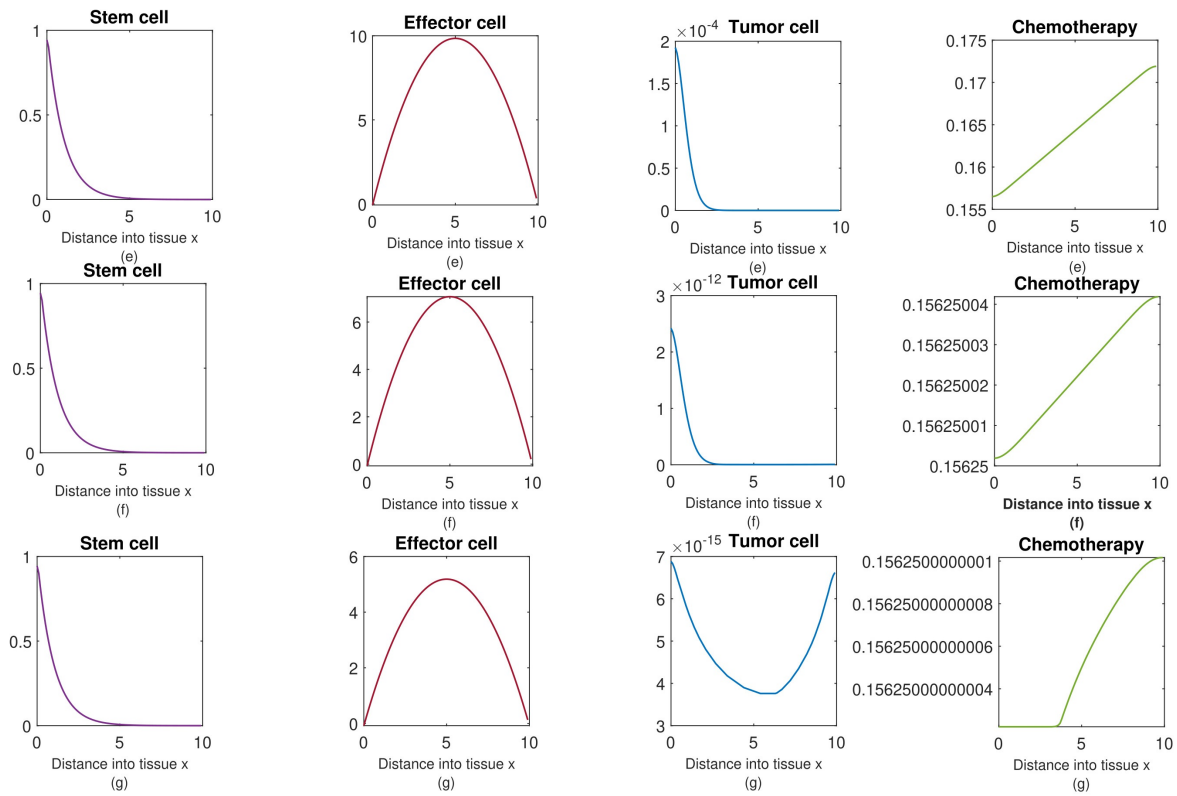 Stem cell
1
0.5
0
0 5 10
Distance into tissue x
(e)
Effector cell
10
5
0
0 5 10
Distance into tissue x
(e)
×10-4
Tumor cell
2
1.5
1
0.5
0
0 5 10
Distance into tissue x
(e)
Chemotherapy
0.175
0.17
0.165
0.16
0.155
0 5 10
Distance into tissue x
(e)
Stem cell
1
0.5
0
0 5 10
Distance into tissue x
(f)
Effector cell
6
4
2
0
0 5 10
Distance into tissue x
(f)
×10-12
Tumor cell
3
2
1
0
0 5 10
Distance into tissue x
(f)
Chemotherapy
0.15625004
0.15625003
0.15625002
0.15625001
0.15625
0 5 10
Distance into tissue x
(f)
Stem cell
1
0.5
0
0 5 10
Distance into tissue x
(g)
Effector cell
6
4
2
0
0 5 10
Distance into tissue x
(g)
×10-15
Tumor cell
7
6
5
4
3
0 5 10
Distance into tissue x
(g)
Chemotherapy
0.1562500000001
0.15625000000008
0.15625000000006
0.15625000000004
0 5 10
Distance into tissue x
(g)